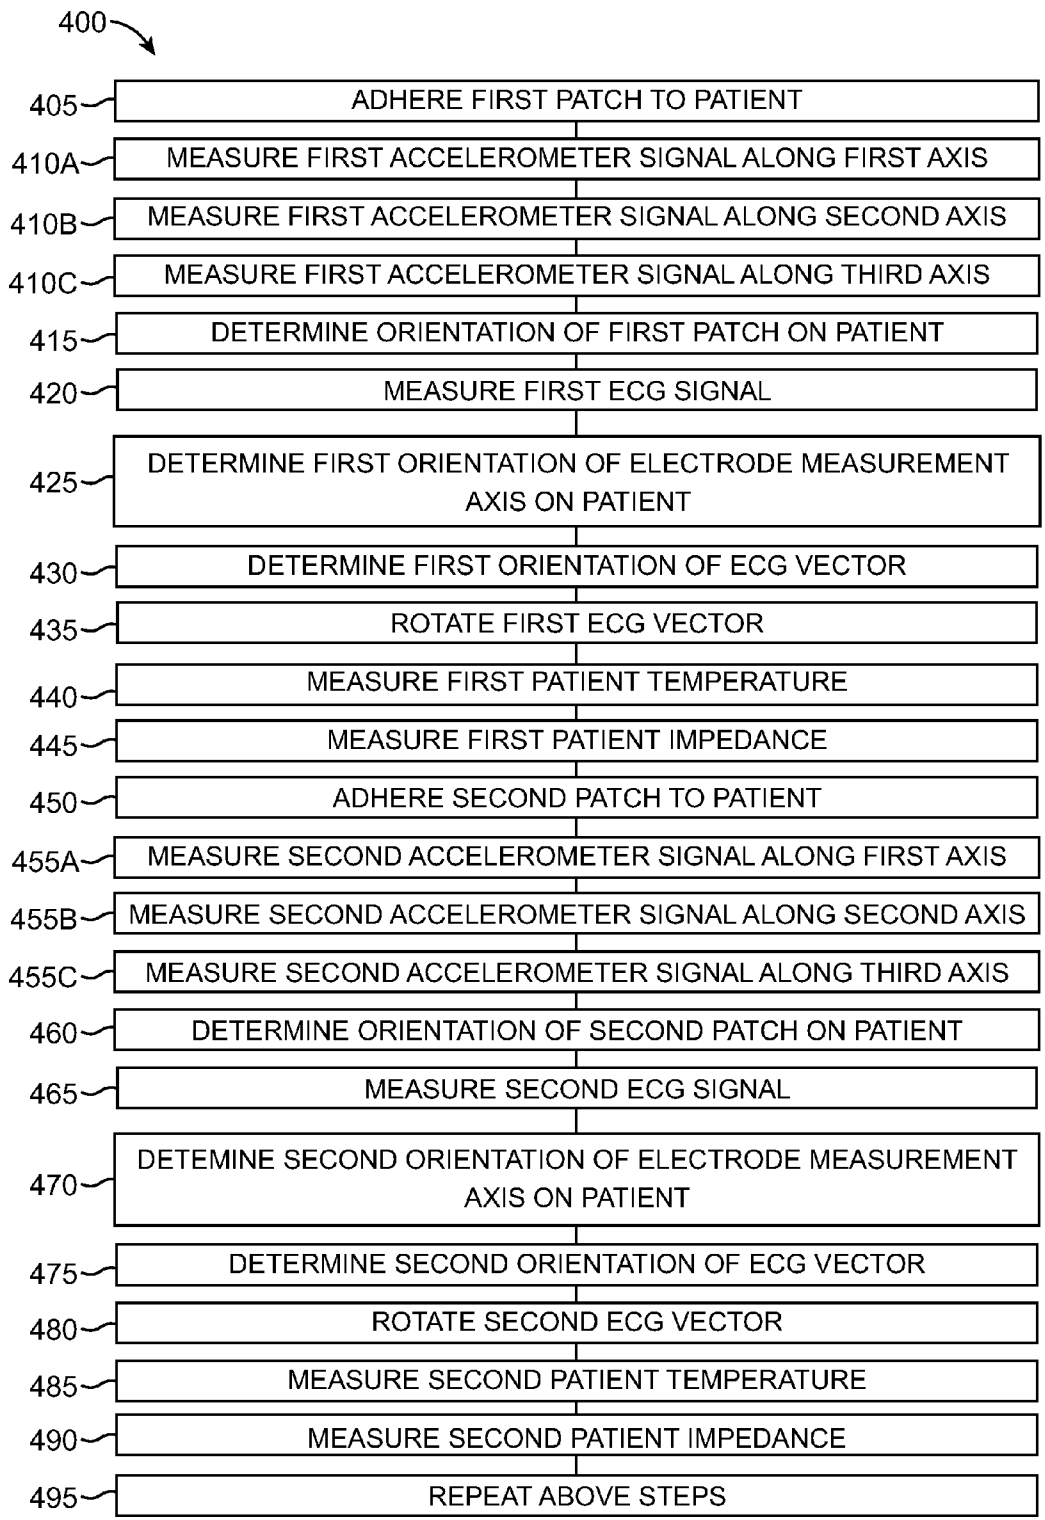 400
405 ADHERE FIRST PATCH TO PATIENT
410A MEASURE FIRST ACCELEROMETER SIGNAL ALONG FIRST AXIS
410B MEASURE FIRST ACCELEROMETER SIGNAL ALONG SECOND AXIS
410C MEASURE FIRST ACCELEROMETER SIGNAL ALONG THIRD AXIS
415 DETERMINE ORIENTATION OF FIRST PATCH ON PATIENT
420 MEASURE FIRST ECG SIGNAL
425 DETERMINE FIRST ORIENTATION OF ELECTRODE MEASUREMENT
AXIS ON PATIENT
430 DETERMINE FIRST ORIENTATION OF ECG VECTOR
435 ROTATE FIRST ECG VECTOR
440 MEASURE FIRST PATIENT TEMPERATURE
445 MEASURE FIRST PATIENT IMPEDANCE
450 ADHERE SECOND PATCH TO PATIENT
455A MEASURE SECOND ACCELEROMETER SIGNAL ALONG FIRST AXIS
455B MEASURE SECOND ACCELEROMETER SIGNAL ALONG SECOND AXIS
455C MEASURE SECOND ACCELEROMETER SIGNAL ALONG THIRD AXIS
460 DETERMINE ORIENTATION OF SECOND PATCH ON PATIENT
465 MEASURE SECOND ECG SIGNAL
470 DETEMINE SECOND ORIENTATION OF ELECTRODE MEASUREMENT
AXIS ON PATIENT
475 DETERMINE SECOND ORIENTATION OF ECG VECTOR
480 ROTATE SECOND ECG VECTOR
485 MEASURE SECOND PATIENT TEMPERATURE
490 MEASURE SECOND PATIENT IMPEDANCE
495 REPEAT ABOVE STEPS